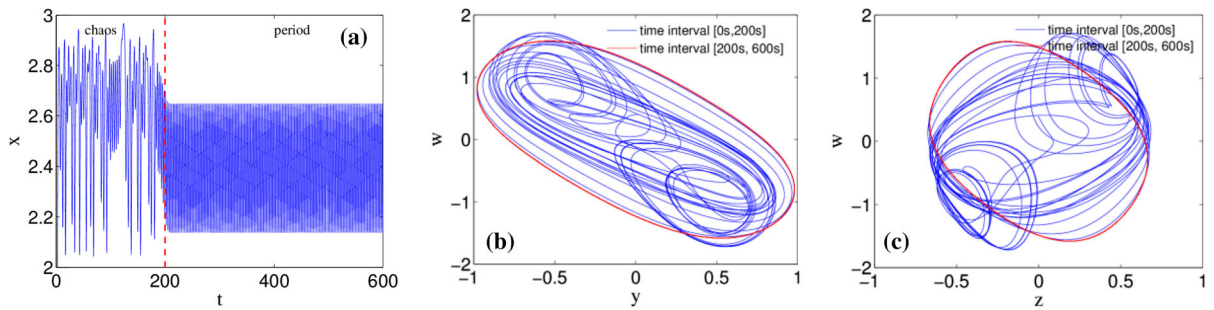 chaos
period
(a)
3
2.8
2.6
2.4
2.2
2
x
0
200
400
600
t
time interval [0s,200s]
time interval [200s, 600s]
2
1
0
−1
−2
w
(b)
−1
−0.5
0
0.5
1
y
time interval [0s,200s]
time interval [200s, 600s]
2
1
0
−1
−2
w
(c)
−1
−0.5
0
0.5
1
z